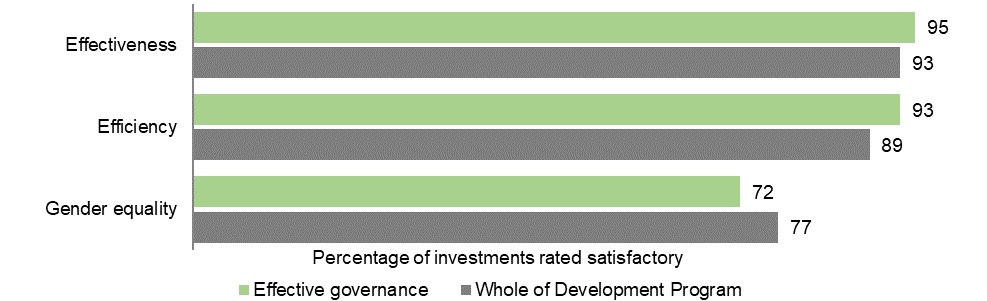 Effectiveness
95
93
Efficiency
93
89
Gender equality
72
77
Percentage of investments rated satisfactory
Effective governance Whole of Development Program